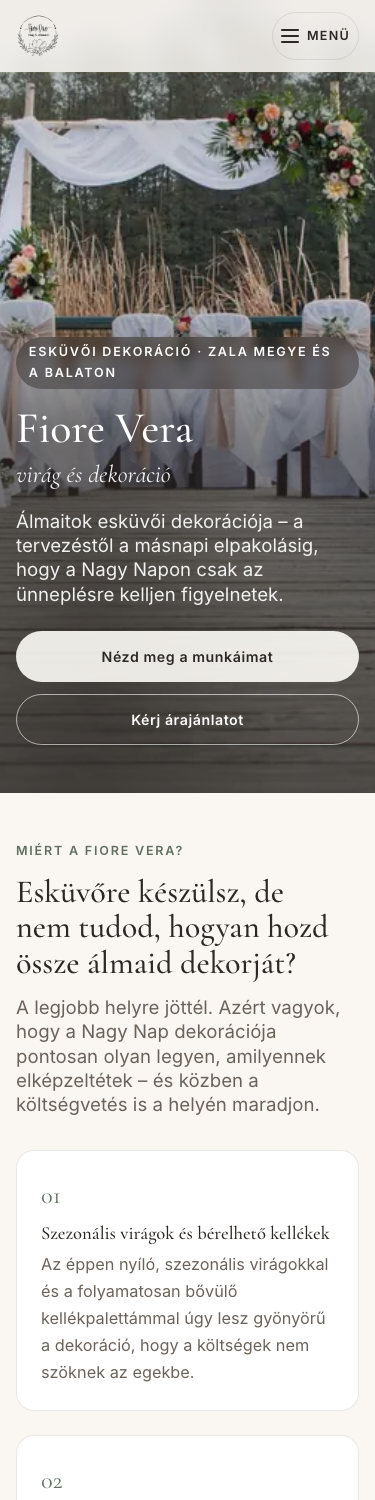 MENÜ
ESKÜVŐI DEKORÁCIÓ · ZALA MEGYE ÉS
A BALATON
Fiore Vera
virág és dekoráció
Álmaitok esküvői dekorációja – a
tervezéstől a másnapi elpakolásig,
hogy a Nagy Napon csak az
ünneplésre kelljen figyelnetek.
Nézd meg a munkáimat
Kérj árajánlatot
MIÉRT A FIORE VERA?
Esküvőre készülsz, de
nem tudod, hogyan hozd
össze álmaid dekorját?
A legjobb helyre jöttél. Azért vagyok,
hogy a Nagy Nap dekorációja
pontosan olyan legyen, amilyennek
elképzeltétek – és közben a
költségvetés is a helyén maradjon.
01
Szezonális virágok és bérelhető kellékek
Az éppen nyíló, szezonális virágokkal
és a folyamatosan bővülő
kellékpalettámmal úgy lesz gyönyörű
a dekoráció, hogy a költségek nem
szöknek az egekbe.
02